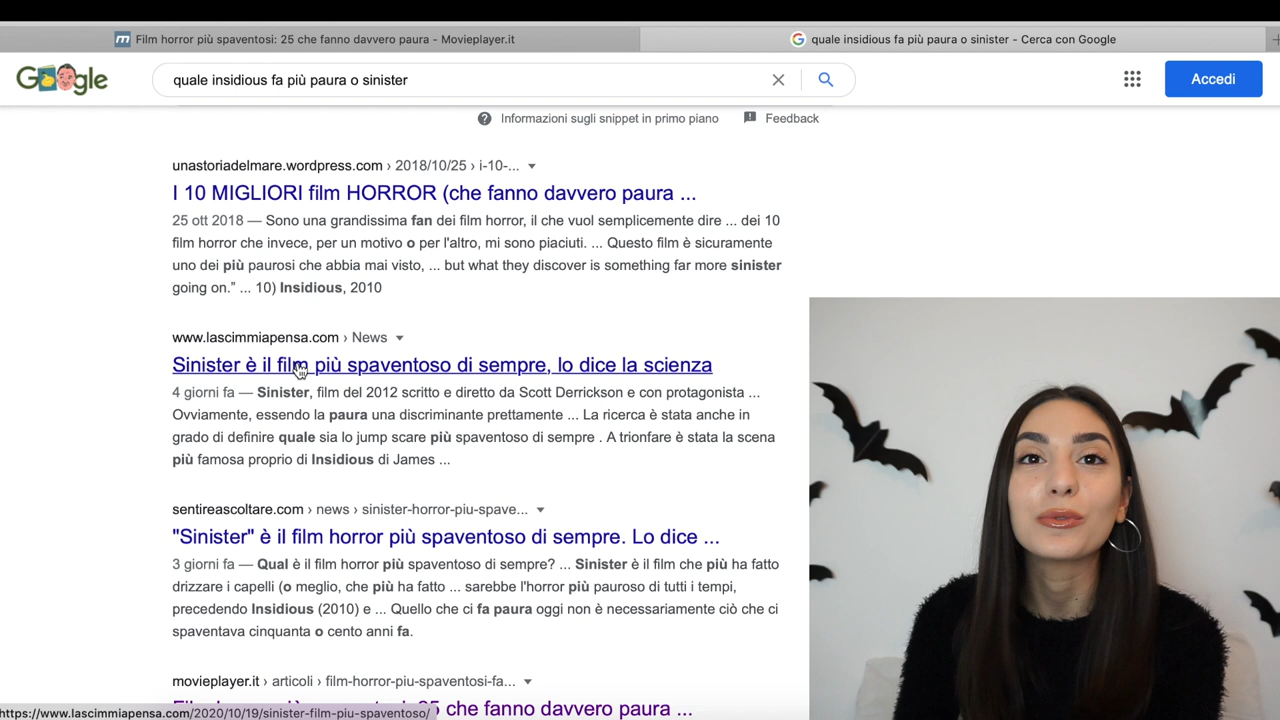 Film horror più spaventosi: 25 che fanno davvero paura - Movieplayer.it
quale insidious fa più paura o sinister - Cerca con Google
Google
quale insidious fa più paura o sinister
Accedi
Informazioni sugli snippet in primo piano
Feedback
unastoriadelmare.wordpress.com › 2018/10/25 › i-10-...
I 10 MIGLIORI film HORROR (che fanno davvero paura ...
25 ott 2018 — Sono una grandissima fan dei film horror, il che vuol semplicemente dire ... dei 10
film horror che invece, per un motivo o per l'altro, mi sono piaciuti. ... Questo film è sicuramente
uno dei più paurosi che abbia mai visto, ... but what they discover is something far more sinister
going on.” ... 10) Insidious, 2010
www.lascimmiapensa.com › News
Sinister è il film più spaventoso di sempre, lo dice la scienza
4 giorni fa — Sinister, film del 2012 scritto e diretto da Scott Derrickson e con protagonista ...
Ovviamente, essendo la paura una discriminante prettamente ... La ricerca è stata anche in
grado di definire quale sia lo jump scare più spaventoso di sempre . A trionfare è stata la scena
più famosa proprio di Insidious di James ...
sentireascoltare.com › news › sinister-horror-piu-spave...
"Sinister" è il film horror più spaventoso di sempre. Lo dice ...
3 giorni fa — Qual è il film horror più spaventoso di sempre? ... Sinister è il film che più ha fatto
drizzare i capelli (o meglio, che più ha fatto ... sarebbe l'horror più pauroso di tutti i tempi,
precedendo Insidious (2010) e ... Quello che ci fa paura oggi non è necessariamente ciò che ci
spaventava cinquanta o cento anni fa.
movieplayer.it › articoli › film-horror-piu-spaventosi-fa...
25 che fanno davvero paura ...
https://www.lascimmiapensa.com/2020/10/19/sinister-film-piu-spaventoso/